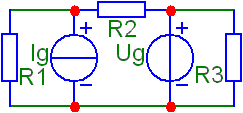 + R2 +
Ig Ug
R1 R3
− −